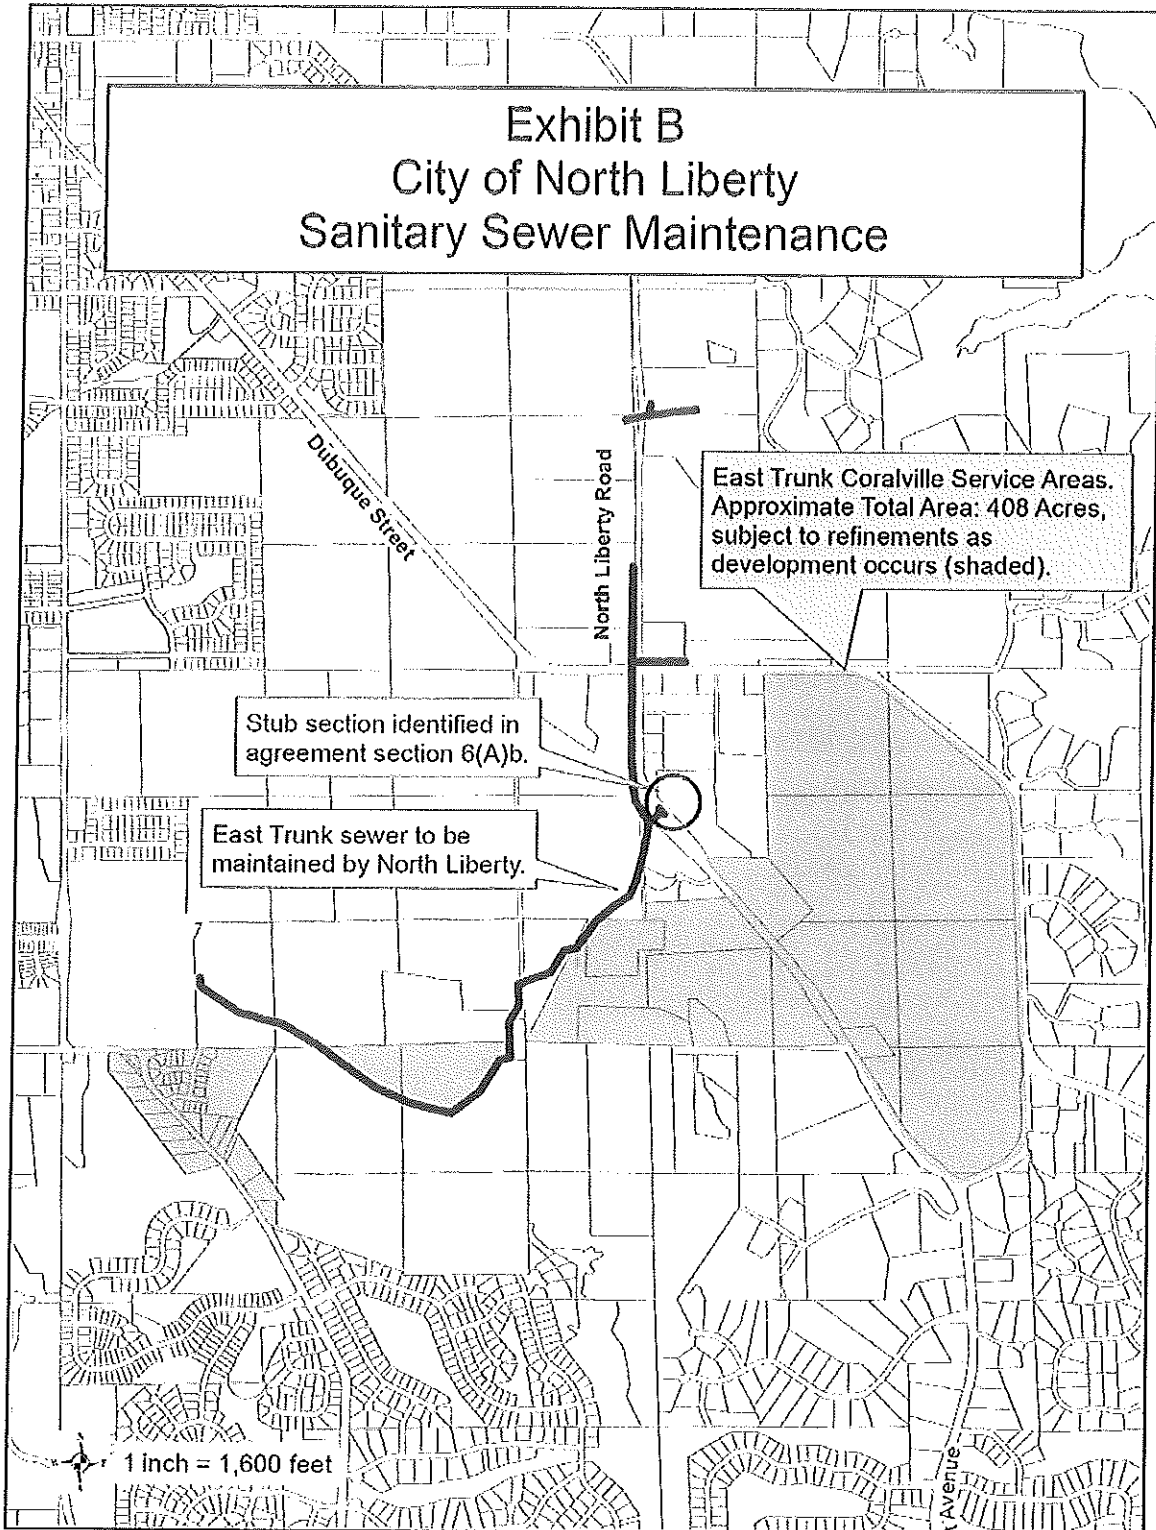 Exhibit B
City of North Liberty
Sanitary Sewer Maintenance
Dubuque Street
North Liberty Road
East Trunk Coralville Service Areas.
Approximate Total Area: 408 Acres,
subject to refinements as
development occurs (shaded).
Stub section identified in
agreement section 6(A)b.
East Trunk sewer to be
maintained by North Liberty.
1 inch = 1,600 feet
Avenue